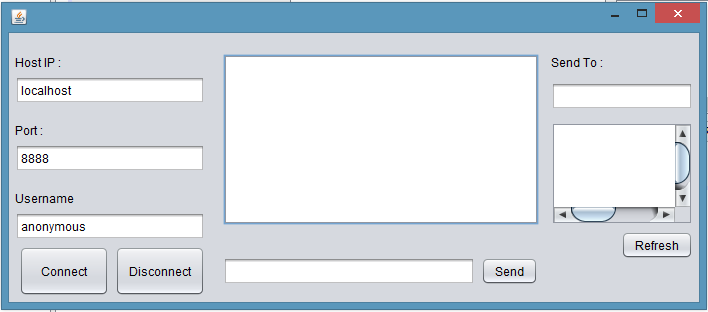 Host IP :
localhost
Port :
8888
Username
anonymous
Connect
Disconnect
Send
Send To :
Refresh